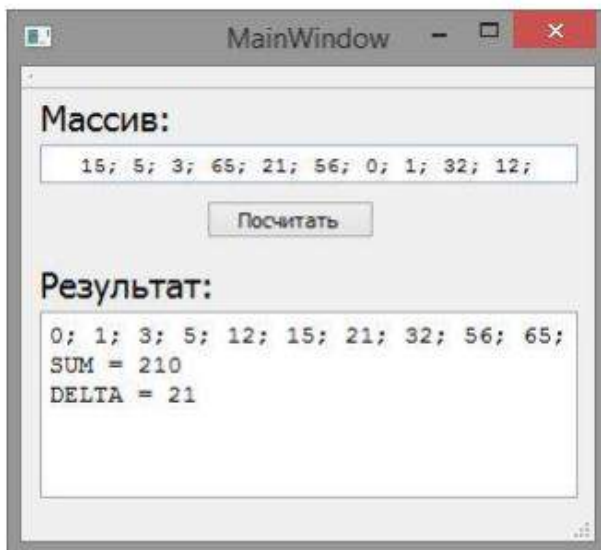 MainWindow
Массив:
15; 5; 3; 65; 21; 56; 0; 1; 32; 12;
Посчитать
Результат:
0; 1; 3; 5; 12; 15; 21; 32; 56; 65;
SUM = 210
DELTA = 21